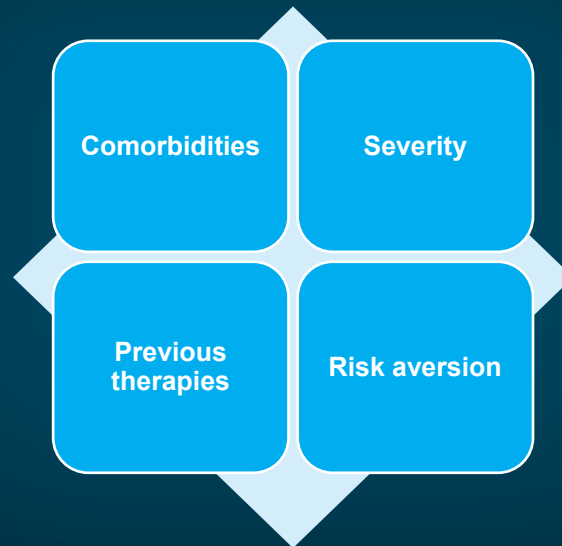 Comorbidities
Severity
Previous
therapies
Risk aversion